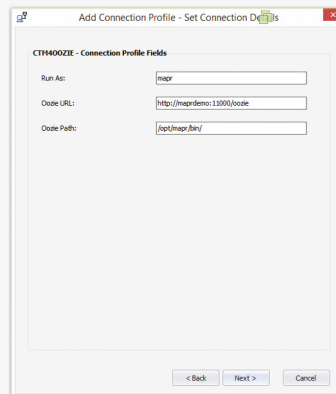 Add Connection Profile - Set Connection Details
CTM4OOZIE - Connection Profile Fields
Run As: mapr
Oozie URL: http://maprdemo:11000/oozie
Oozie Path: /opt/mapr/bin/
< Back Next > Cancel